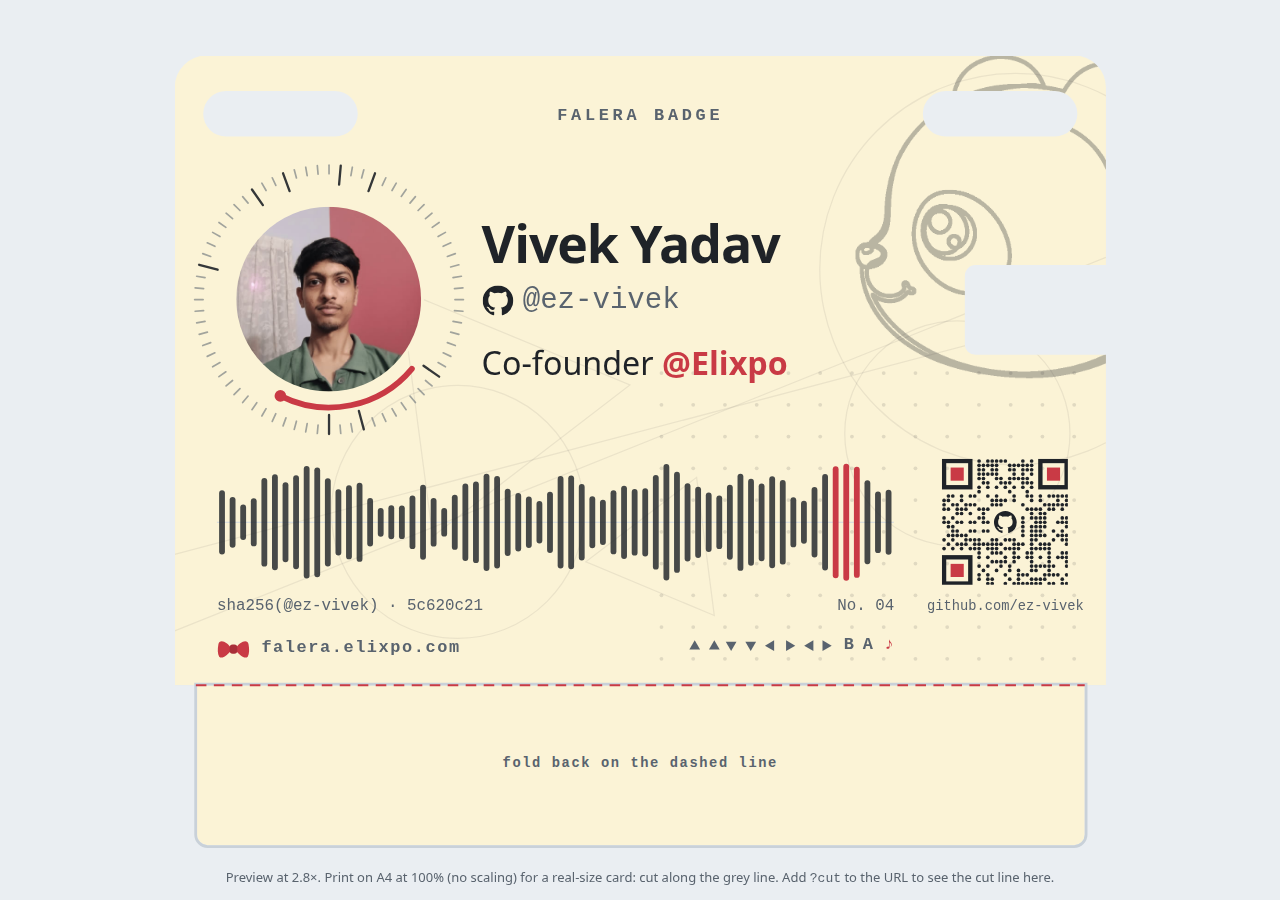 FALERA BADGE
Vivek Yadav
@ez-vivek
Co-founder @Elixpo
sha256(@ez-vivek) · 5c620c21
No. 04
github.com/ez-vivek
falera.elixpo.com
▲ ▲ ▼ ▼ ◀ ▶ ◀ ▶ B A ♪
fold back on the dashed line
Preview at 2.8×. Print on A4 at 100% (no scaling) for a real-size card: cut along the grey line. Add ?cut to the URL to see the cut line here.